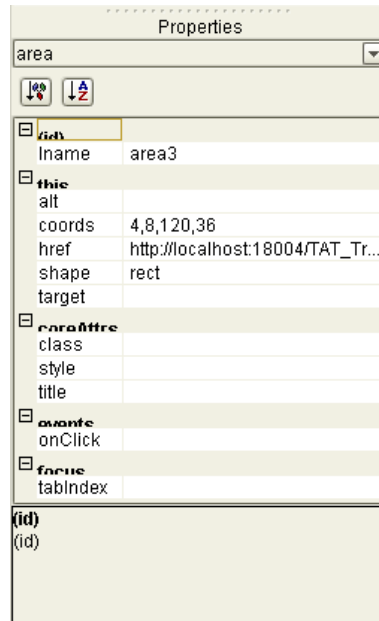 Properties
area
(id)
Iname area3
this
alt
coords 4,8,120,36
href http://localhost:18004/TAT_Tr...
shape rect
target
coreAttrs
class
style
title
events
onClick
focus
tabIndex
(id)
(id)